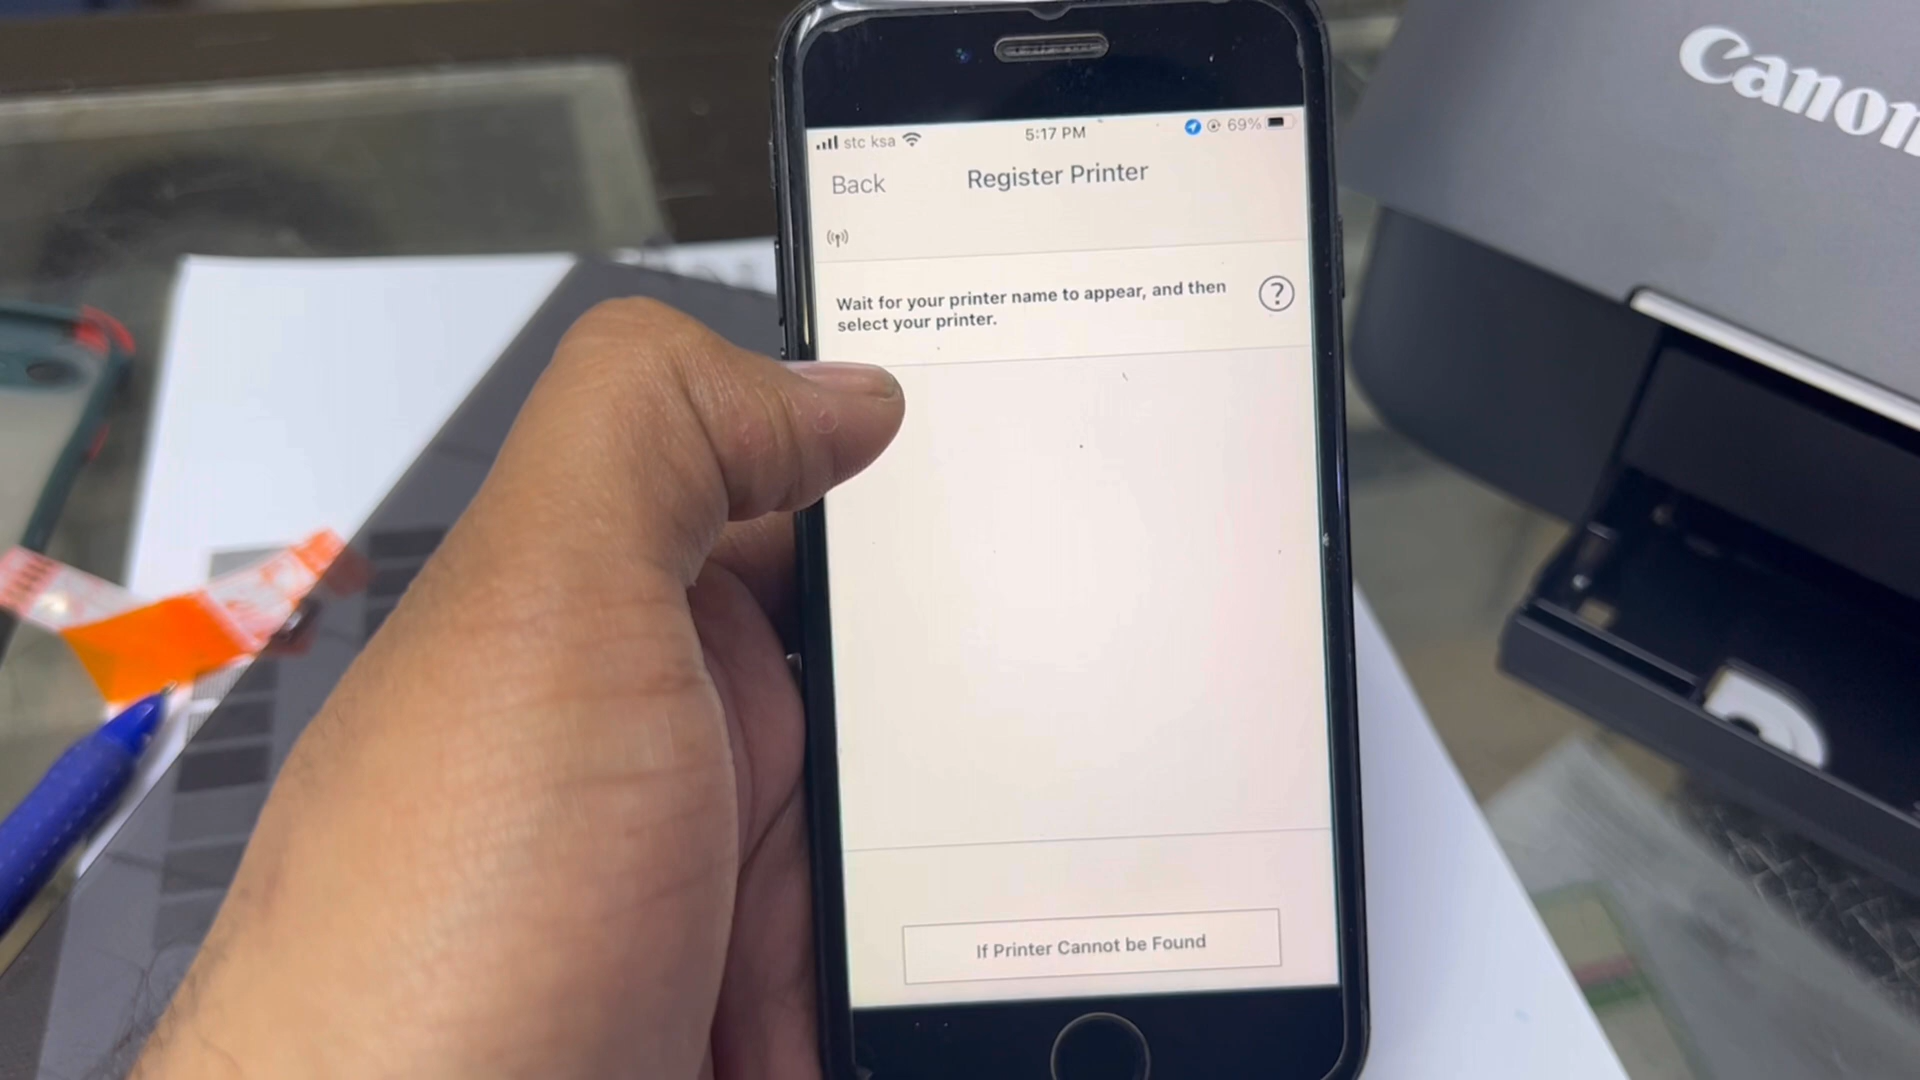 Canon
stc ksa
5:17 PM
69%
Back
Register Printer
Wait for your printer name to appear, and then
select your printer.
?
If Printer Cannot be Found